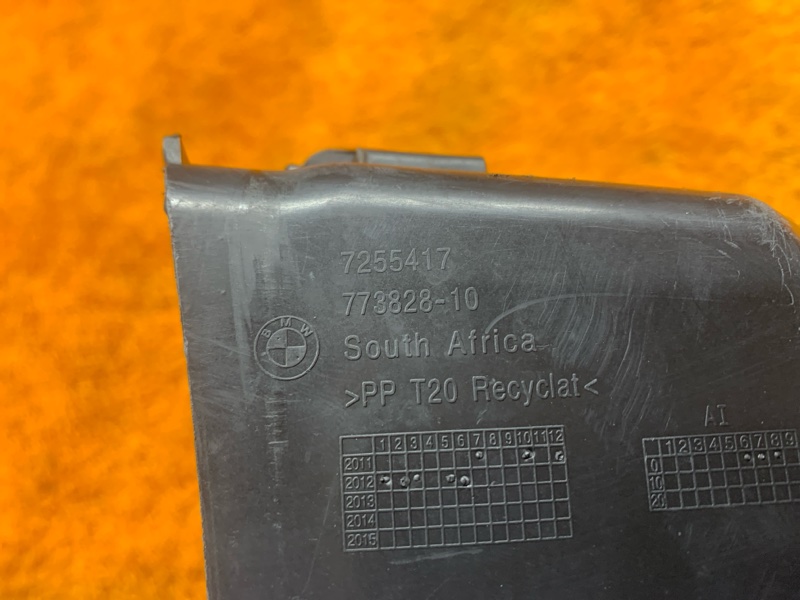 7255417
773828-10
BMW
South Africa
>PP T20 Recyclat<
AI
1 2 3 4 5 6 7 8 9 10 11 12
2011
2012
2013
2014
2015
1 2 3 4 5 6 7 8 9
0
10
20